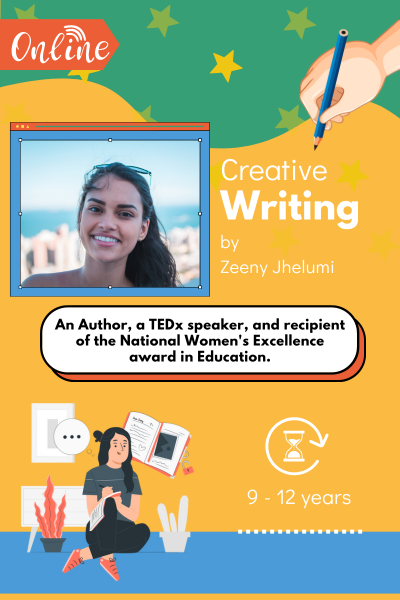 Online
Creative
Writing
by
Zeeny Jhelumi
An Author, a TEDx speaker, and recipient
of the National Women's Excellence
award in Education.
9 - 12 years